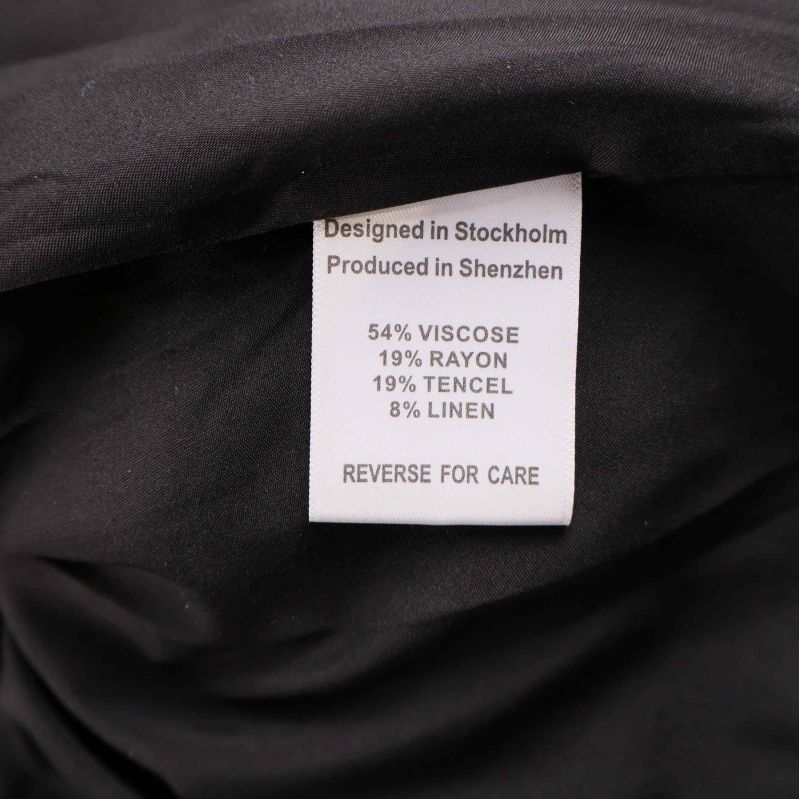 Designed in Stockholm
Produced in Shenzhen
54% VISCOSE
19% RAYON
19% TENCEL
8% LINEN
REVERSE FOR CARE